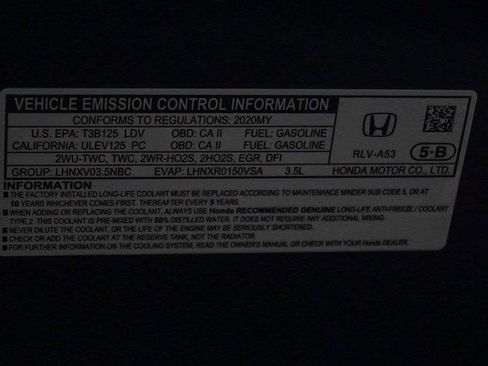 VEHICLE EMISSION CONTROL INFORMATION
CONFORMS TO REGULATIONS: 2020MY
U.S. EPA: T3B125 LDV OBD: CA II FUEL: GASOLINE
CALIFORNIA: ULEV125 PC OBD: CA II FUEL: GASOLINE
2WU-TWC, TWC, 2WR-HO2S, 2HO2S, EGR, DFI
GROUP: LHNXV03.5NBC EVAP: LHNXR0150VSA 3.5L
RLV-A53 5·B
HONDA MOTOR CO., LTD.
INFORMATION
THE FACTORY INSTALLED LONG-LIFE COOLANT MUST BE REPLACED ACCORDING TO MAINTENANCE MINDER SUB CODE 5, OR AT
10 YEARS WHICHEVER COMES FIRST. THEREAFTER EVERY 5 YEARS.
WHEN ADDING OR REPLACING THE COOLANT, ALWAYS USE Honda RECOMMENDED GENUINE LONG-LIFE ANTI-FREEZE / COOLANT
TYPE 2. THIS COOLANT IS PRE-MIXED WITH 50% DISTILLED WATER. IT DOES NOT REQUIRE ANY ADDITIONAL MIXING.
NEVER DILUTE THE COOLANT, OR THE LIFE OF THE ENGINE MAY BE SERIOUSLY SHORTENED.
CHECK OR ADD THE COOLANT AT THE RESERVE TANK, NOT THE RADIATOR.
FOR FURTHER INFORMATION ON THE COOLING SYSTEM, READ THE OWNER'S MANUAL OR CHECK WITH YOUR Honda DEALER.